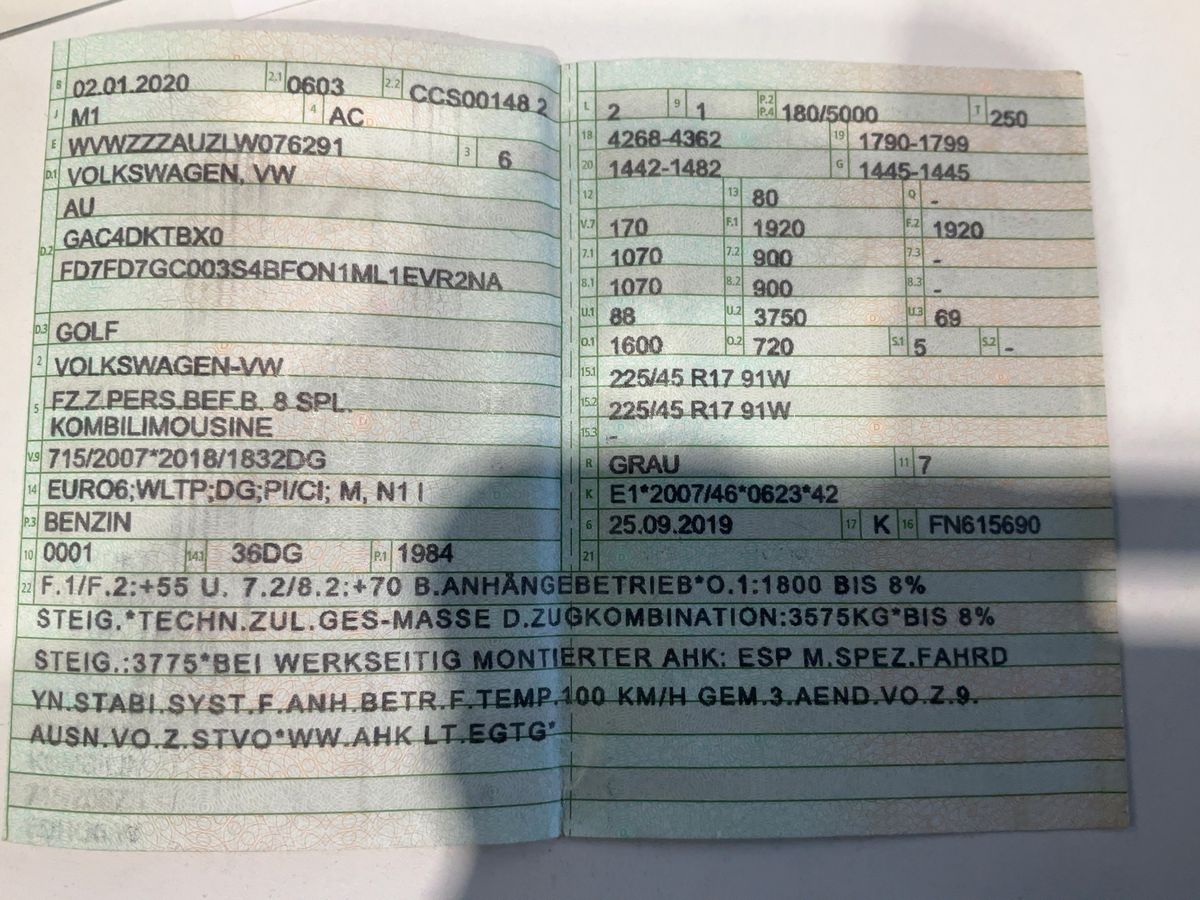 B 02.01.2020 2.1 0603 2.2 CCS00148 2
J M1 4 AC
E WVWZZZAUZLW076291 3 6
D.1 VOLKSWAGEN, VW
AU
D.2 GAC4DKTBX0
FD7FD7GC003S4BFON1ML1EVR2NA
D.3 GOLF
2 VOLKSWAGEN-VW
5 FZ.Z.PERS.BEF.B. 8 SPL.
KOMBILIMOUSINE
V.9 715/2007*2018/1832DG
14 EURO6;WLTP;DG;PI/CI; M, N1 I
P.3 BENZIN
10 0001 14.1 36DG P.1 1984
L 2 9 1 P.2 P.4 180/5000 T 250
18 4268-4362 19 1790-1799
20 1442-1482 G 1445-1445
12 13 80 Q -
V.7 170 F.1 1920 F.2 1920
7.1 1070 7.2 900 7.3 -
8.1 1070 8.2 900 8.3 -
U.1 88 U.2 3750 U.3 69
O.1 1600 O.2 720 S.1 5 S.2 -
15.1 225/45 R17 91W
15.2 225/45 R17 91W
15.3 -
R GRAU 11 7
K E1*2007/46*0623*42
6 25.09.2019 17 K 16 FN615690
21
22 F.1/F.2:+55 U. 7.2/8.2:+70 B.ANHÄNGEBETRIEB*O.1:1800 BIS 8%
STEIG.*TECHN.ZUL.GES-MASSE D.ZUGKOMBINATION:3575KG*BIS 8%
STEIG.:3775*BEI WERKSEITIG MONTIERTER AHK: ESP M.SPEZ.FAHRD
YN.STABI.SYST.F.ANH.BETR.F.TEMP.100 KM/H GEM.3.AEND.VO.Z.9.
AUSN.VO.Z.STVO*WW.AHK LT.EGTG*